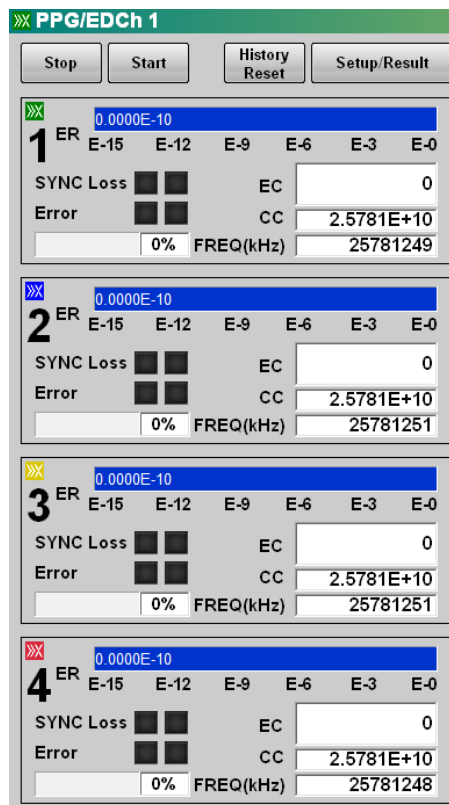 PPG/EDCh 1
Stop Start History Reset Setup/Result
1 ER 0.0000E-10
E-15 E-12 E-9 E-6 E-3 E-0
SYNC Loss EC 0
Error CC 2.5781E+10
0% FREQ(kHz) 25781249
2 ER 0.0000E-10
E-15 E-12 E-9 E-6 E-3 E-0
SYNC Loss EC 0
Error CC 2.5781E+10
0% FREQ(kHz) 25781251
3 ER 0.0000E-10
E-15 E-12 E-9 E-6 E-3 E-0
SYNC Loss EC 0
Error CC 2.5781E+10
0% FREQ(kHz) 25781251
4 ER 0.0000E-10
E-15 E-12 E-9 E-6 E-3 E-0
SYNC Loss EC 0
Error CC 2.5781E+10
0% FREQ(kHz) 25781248